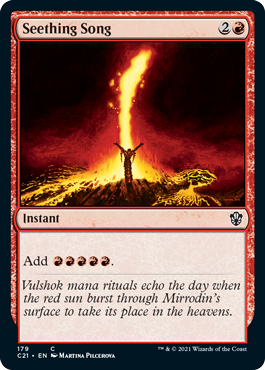 Seething Song 2
Instant
Add.
Vulshok mana rituals echo the day when
the red sun burst through Mirrodin's
surface to take its place in the heavens.
179 C
C21 • EN MARTINA PILCEROVA
™ & © 2021 Wizards of the Coast